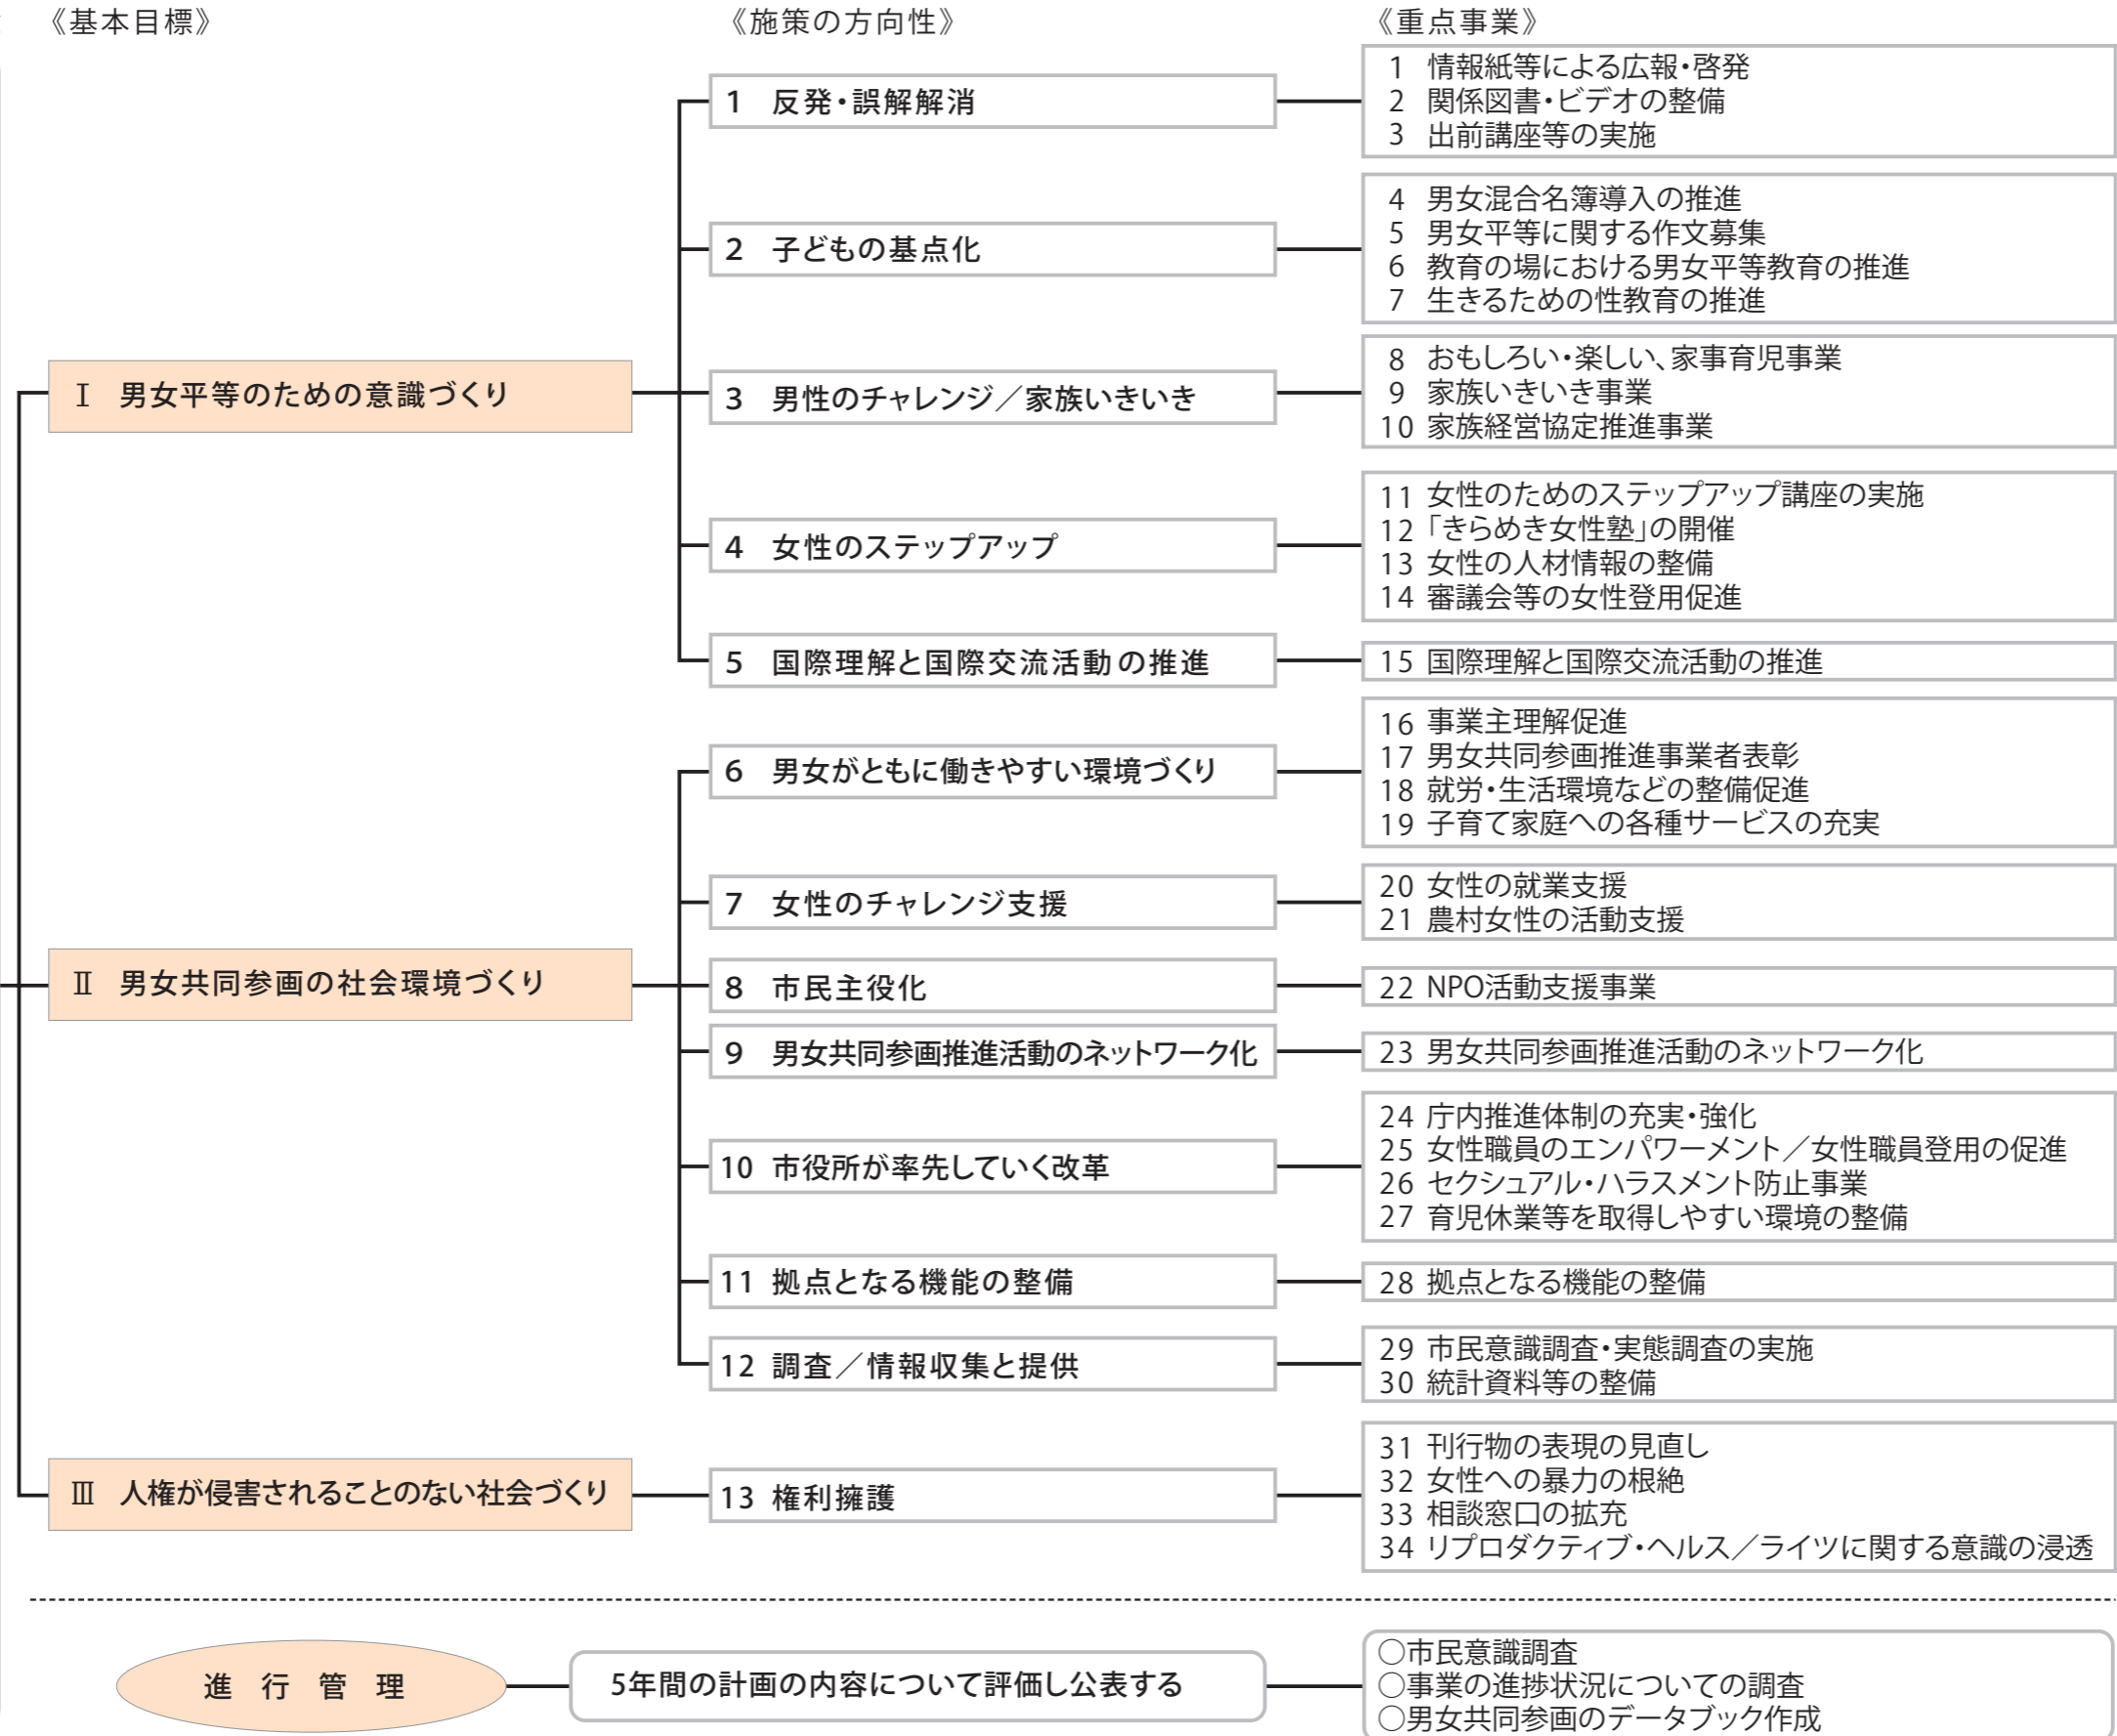 《基本目標》
《施策の方向性》
《重点事業》
Ⅰ 男女平等のための意識づくり
1 反発・誤解解消
1 情報紙等による広報・啓発
2 関係図書・ビデオの整備
3 出前講座等の実施
2 子どもの基点化
4 男女混合名簿導入の推進
5 男女平等に関する作文募集
6 教育の場における男女平等教育の推進
7 生きるための性教育の推進
3 男性のチャレンジ／家族いきいき
8 おもしろい・楽しい、家事育児事業
9 家族いきいき事業
10 家族経営協定推進事業
4 女性のステップアップ
11 女性のためのステップアップ講座の実施
12 「きらめき女性塾」の開催
13 女性の人材情報の整備
14 審議会等の女性登用促進
5 国際理解と国際交流活動の推進
15 国際理解と国際交流活動の推進
Ⅱ 男女共同参画の社会環境づくり
6 男女がともに働きやすい環境づくり
16 事業主理解促進
17 男女共同参画推進事業者表彰
18 就労・生活環境などの整備促進
19 子育て家庭への各種サービスの充実
7 女性のチャレンジ支援
20 女性の就業支援
21 農村女性の活動支援
8 市民主役化
22 NPO活動支援事業
9 男女共同参画推進活動のネットワーク化
23 男女共同参画推進活動のネットワーク化
10 市役所が率先していく改革
24 庁内推進体制の充実・強化
25 女性職員のエンパワーメント／女性職員登用の促進
26 セクシュアル・ハラスメント防止事業
27 育児休業等を取得しやすい環境の整備
11 拠点となる機能の整備
28 拠点となる機能の整備
12 調査／情報収集と提供
29 市民意識調査・実態調査の実施
30 統計資料等の整備
Ⅲ 人権が侵害されることのない社会づくり
13 権利擁護
31 刊行物の表現の見直し
32 女性への暴力の根絶
33 相談窓口の拡充
34 リプロダクティブ・ヘルス／ライツに関する意識の浸透
進行管理
5年間の計画の内容について評価し公表する
○市民意識調査
○事業の進捗状況についての調査
○男女共同参画のデータブック作成